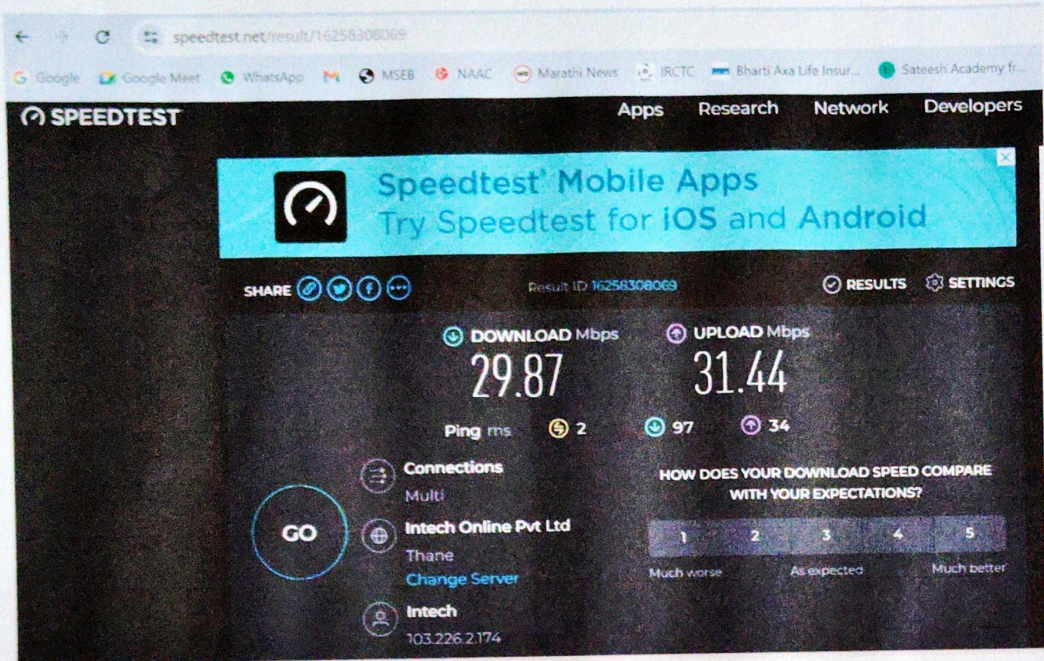 speedtest.net/result/16258308069
Google Google Meet WhatsApp MSEB NAAC Marathi News IRCTC Bharti Axa Life Insur... Sateesh Academy fr...
SPEEDTEST Apps Research Network Developers
Speedtest® Mobile Apps
Try Speedtest for iOS and Android
SHARE Result ID 16258308069 RESULTS SETTINGS
DOWNLOAD Mbps UPLOAD Mbps
29.87 31.44
Ping ms 2 97 34
Connections
Multi
Intech Online Pvt Ltd
Thane
Change Server
Intech
103.226.2.174
GO
HOW DOES YOUR DOWNLOAD SPEED COMPARE
WITH YOUR EXPECTATIONS?
1 2 3 4 5
Much worse As expected Much better